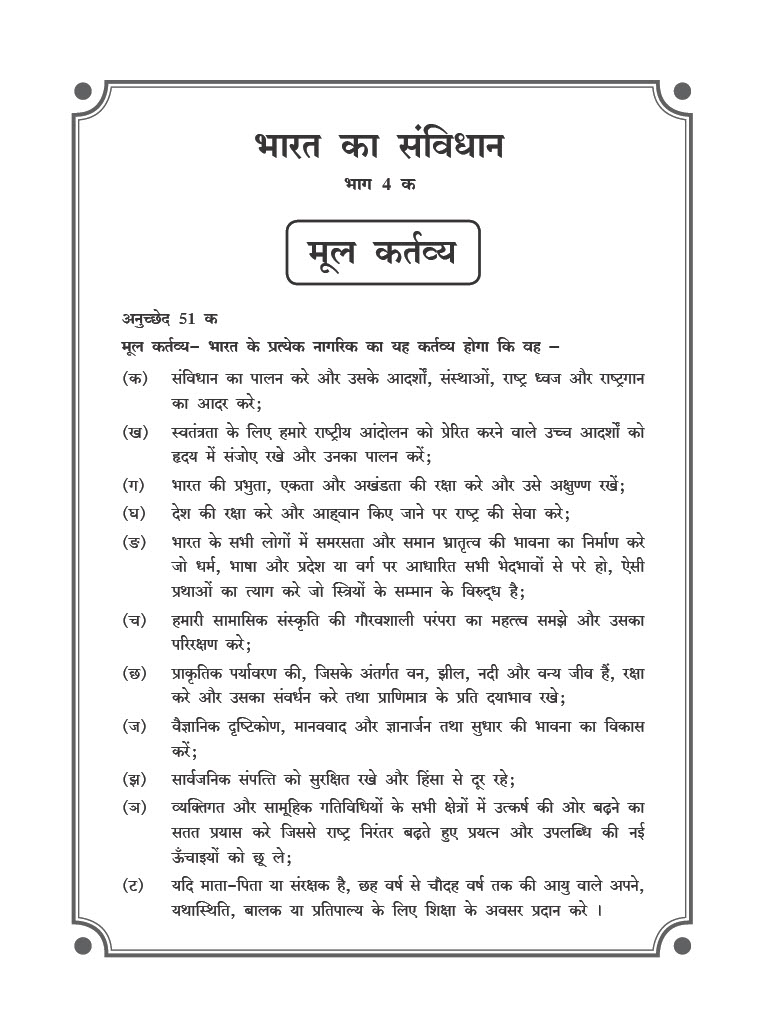 भारत का संविधान
भाग 4 क
मूल कर्तव्य
अनुच्छेद 51 क
मूल कर्तव्य– भारत के प्रत्येक नागरिक का यह कर्तव्य होगा कि वह –
(क) संविधान का पालन करे और उसके आदर्शों, संस्थाओं, राष्ट्र ध्वज और राष्ट्रगान
का आदर करे;
(ख) स्वतंत्रता के लिए हमारे राष्ट्रीय आंदोलन को प्रेरित करने वाले उच्च आदर्शों को
हृदय में संजोए रखे और उनका पालन करें;
(ग) भारत की प्रभुता, एकता और अखंडता की रक्षा करे और उसे अक्षुण्ण रखें;
(घ) देश की रक्षा करे और आह्वान किए जाने पर राष्ट्र की सेवा करे;
(ङ) भारत के सभी लोगों में समरसता और समान भ्रातृत्व की भावना का निर्माण करे
जो धर्म, भाषा और प्रदेश या वर्ग पर आधारित सभी भेदभावों से परे हो, ऐसी
प्रथाओं का त्याग करे जो स्त्रियों के सम्मान के विरुद्ध है;
(च) हमारी सामासिक संस्कृति की गौरवशाली परंपरा का महत्त्व समझे और उसका
परिरक्षण करे;
(छ) प्राकृतिक पर्यावरण की, जिसके अंतर्गत वन, झील, नदी और वन्य जीव हैं, रक्षा
करे और उसका संवर्धन करे तथा प्राणिमात्र के प्रति दयाभाव रखे;
(ज) वैज्ञानिक दृष्टिकोण, मानववाद और ज्ञानार्जन तथा सुधार की भावना का विकास
करें;
(झ) सार्वजनिक संपत्ति को सुरक्षित रखे और हिंसा से दूर रहे;
(ञ) व्यक्तिगत और सामूहिक गतिविधियों के सभी क्षेत्रों में उत्कर्ष की ओर बढ़ने का
सतत प्रयास करे जिससे राष्ट्र निरंतर बढ़ते हुए प्रयत्न और उपलब्धि की नई
ऊँचाइयों को छू ले;
(ट) यदि माता-पिता या संरक्षक है, छह वर्ष से चौदह वर्ष तक की आयु वाले अपने,
यथास्थिति, बालक या प्रतिपाल्य के लिए शिक्षा के अवसर प्रदान करे ।